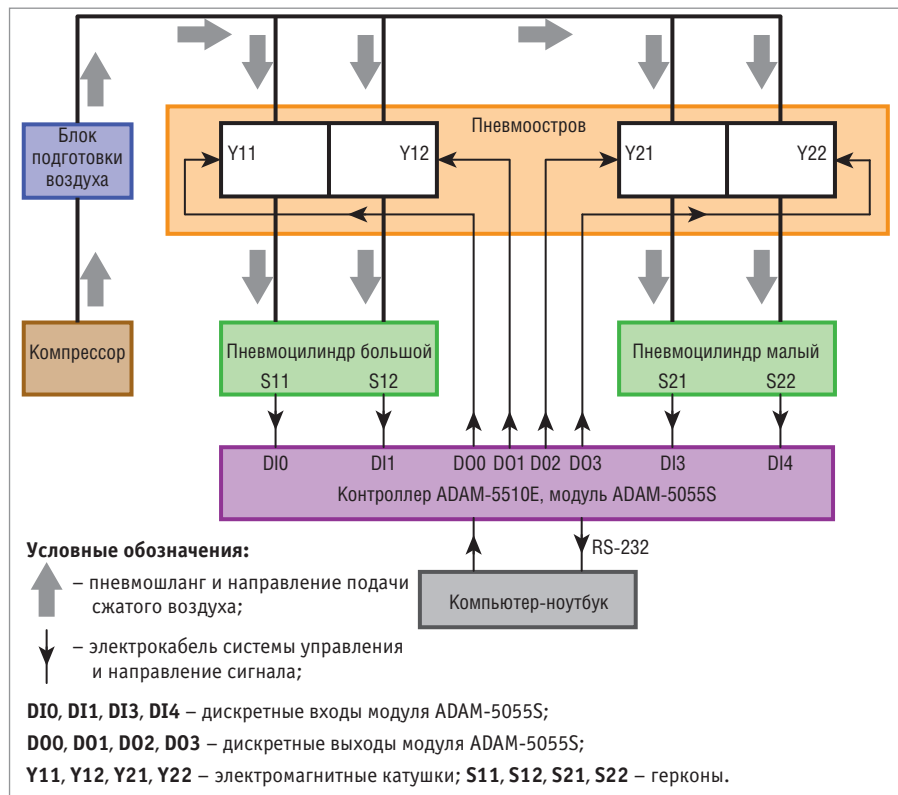 Пневмоостров
Блок
подготовки
воздуха
Y11
Y12
Y21
Y22
Компрессор
Пневмоцилиндр большой
S11
S12
Пневмоцилиндр малый
S21
S22
DI0
DI1
DO0
DO1
DO2
DO3
DI3
DI4
Контроллер ADAM-5510E, модуль ADAM-5055S
RS-232
Компьютер-ноутбук
Условные обозначения:
– пневмошланг и направление подачи
сжатого воздуха;
– электрокабель системы управления
и направление сигнала;
DI0, DI1, DI3, DI4 – дискретные входы модуля ADAM-5055S;
DO0, DO1, DO2, DO3 – дискретные выходы модуля ADAM-5055S;
Y11, Y12, Y21, Y22 – электромагнитные катушки; S11, S12, S21, S22 – герконы.